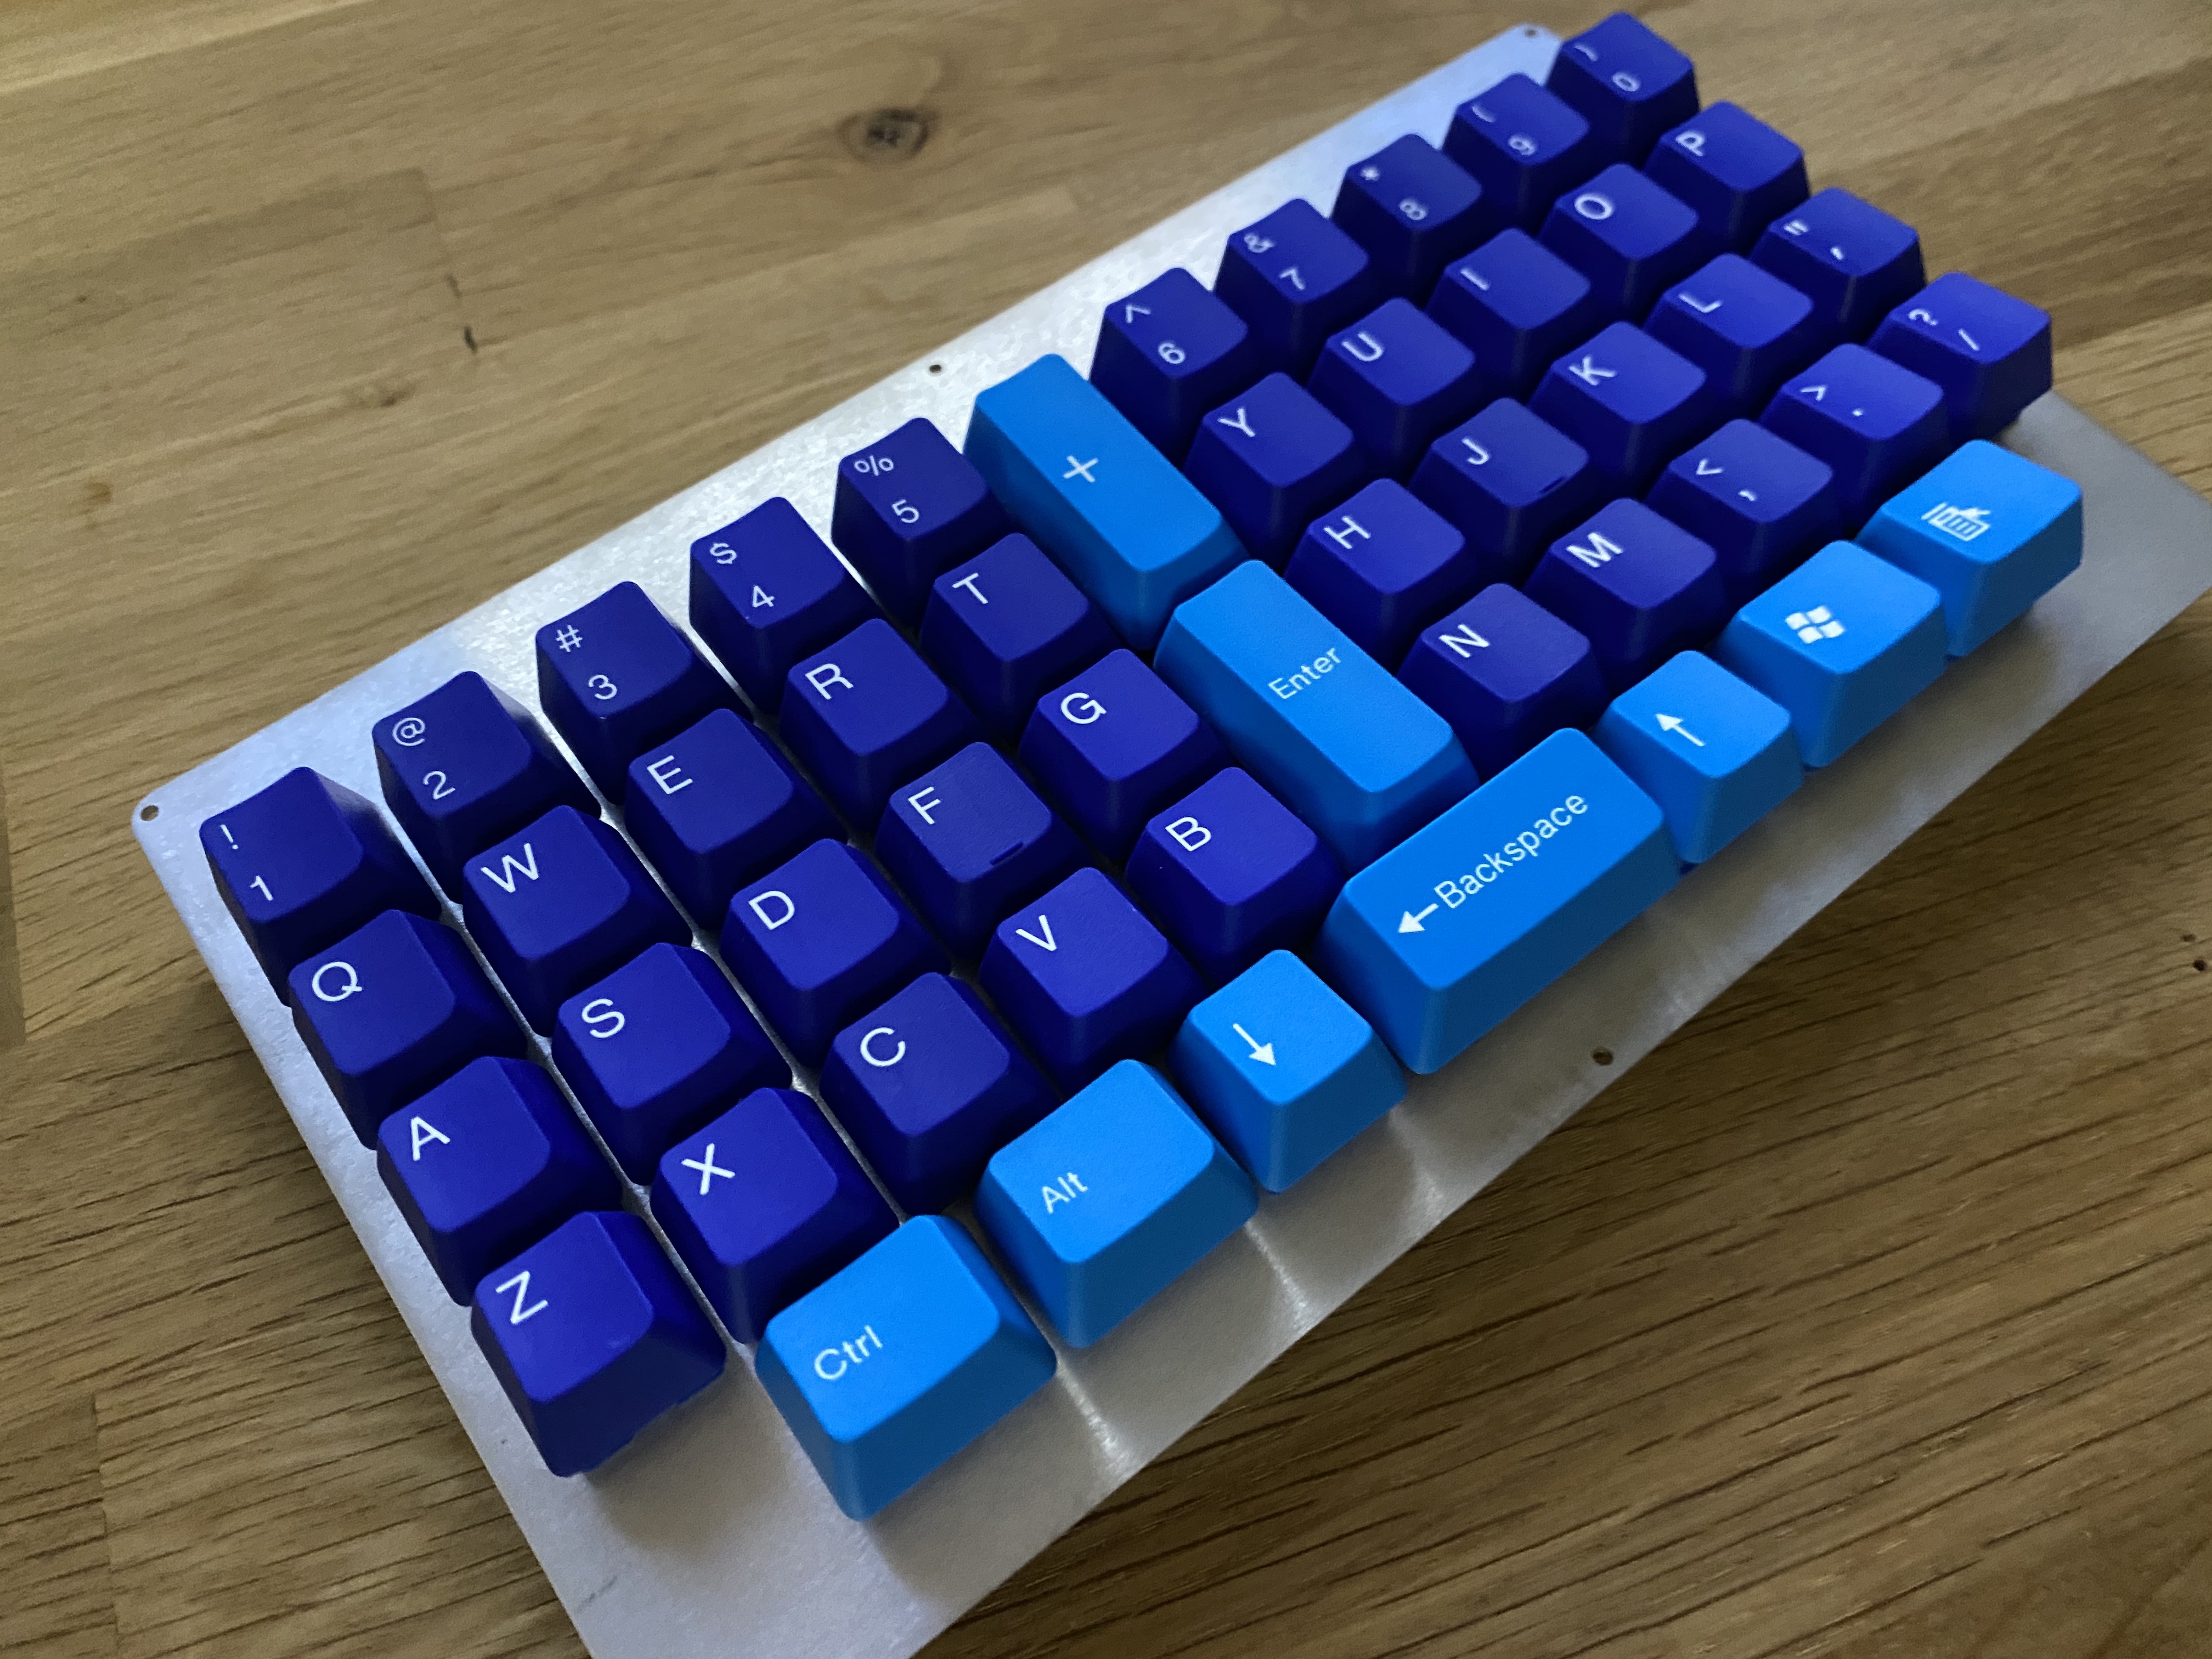 ! 1
@ 2
# 3
$ 4
% 5
+
^ 6
& 7
* 8
( 9
) 0
Q
W
E
R
T
Y
U
I
O
P
A
S
D
F
G
Enter
H
J
K
L
" '
Z
X
C
V
B
N
M
< ,
> .
? /
Ctrl
Alt
↓
←Backspace
↑